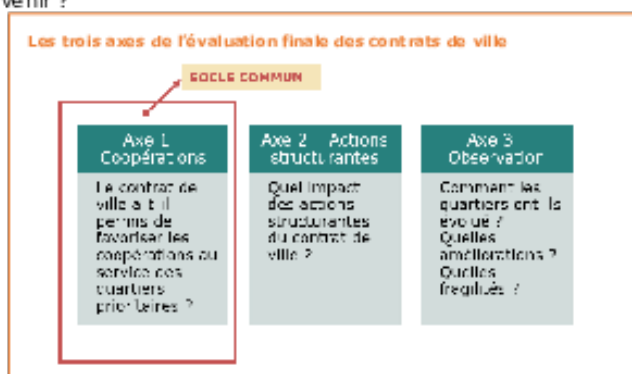 venir ?
Les trois axes de l'évaluation finale des contrats de ville
SOCLE COMMUN
Axe 1
Coopérations
Le contrat de
ville a-t-il
permis de
favoriser les
coopérations au
service des
quartiers
prioritaires ?
Axe 2 Actions
structurantes
Quel impact
des actions
structurantes
du contrat de
ville ?
Axe 3
Observation
Comment les
quartiers ont-ils
évolué ?
Quelles
améliorations ?
Quelles
fragilités ?